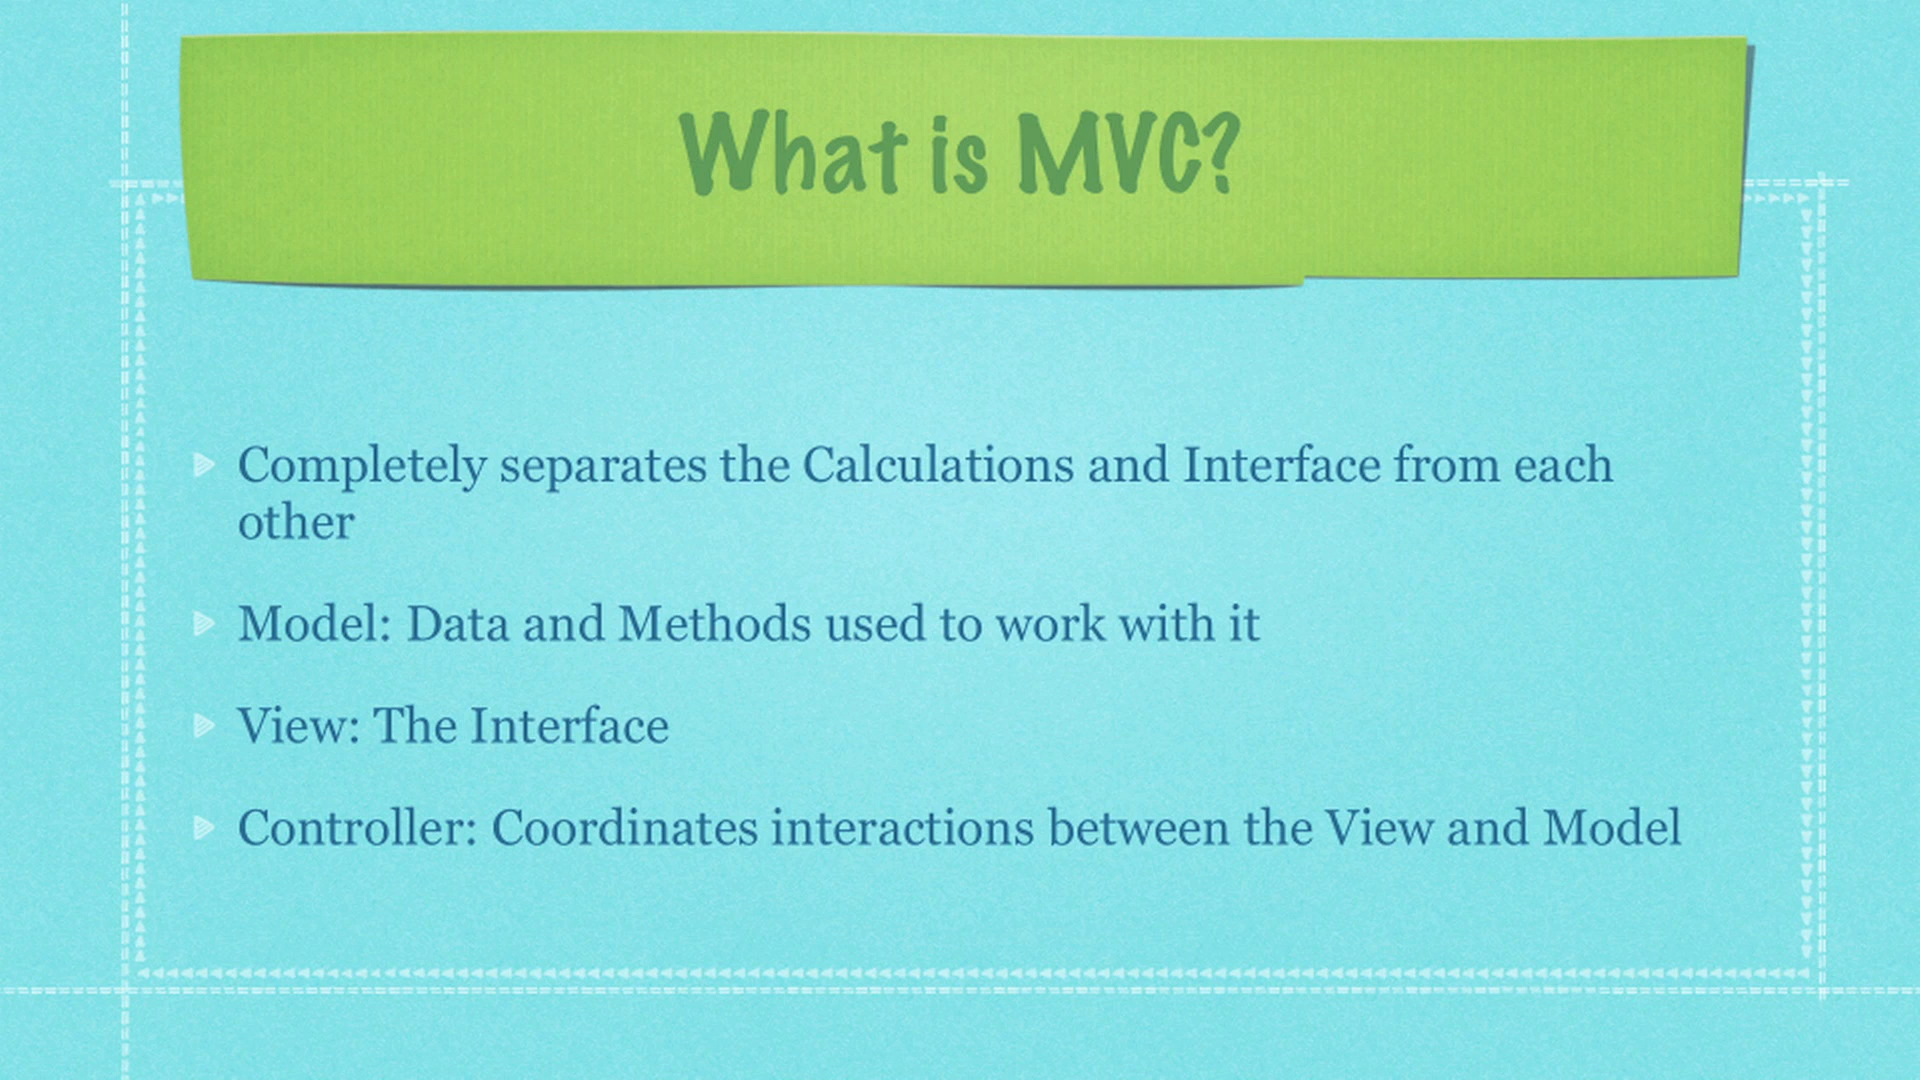 What is MVC?
Completely separates the Calculations and Interface from each
other
Model: Data and Methods used to work with it
View: The Interface
Controller: Coordinates interactions between the View and Model